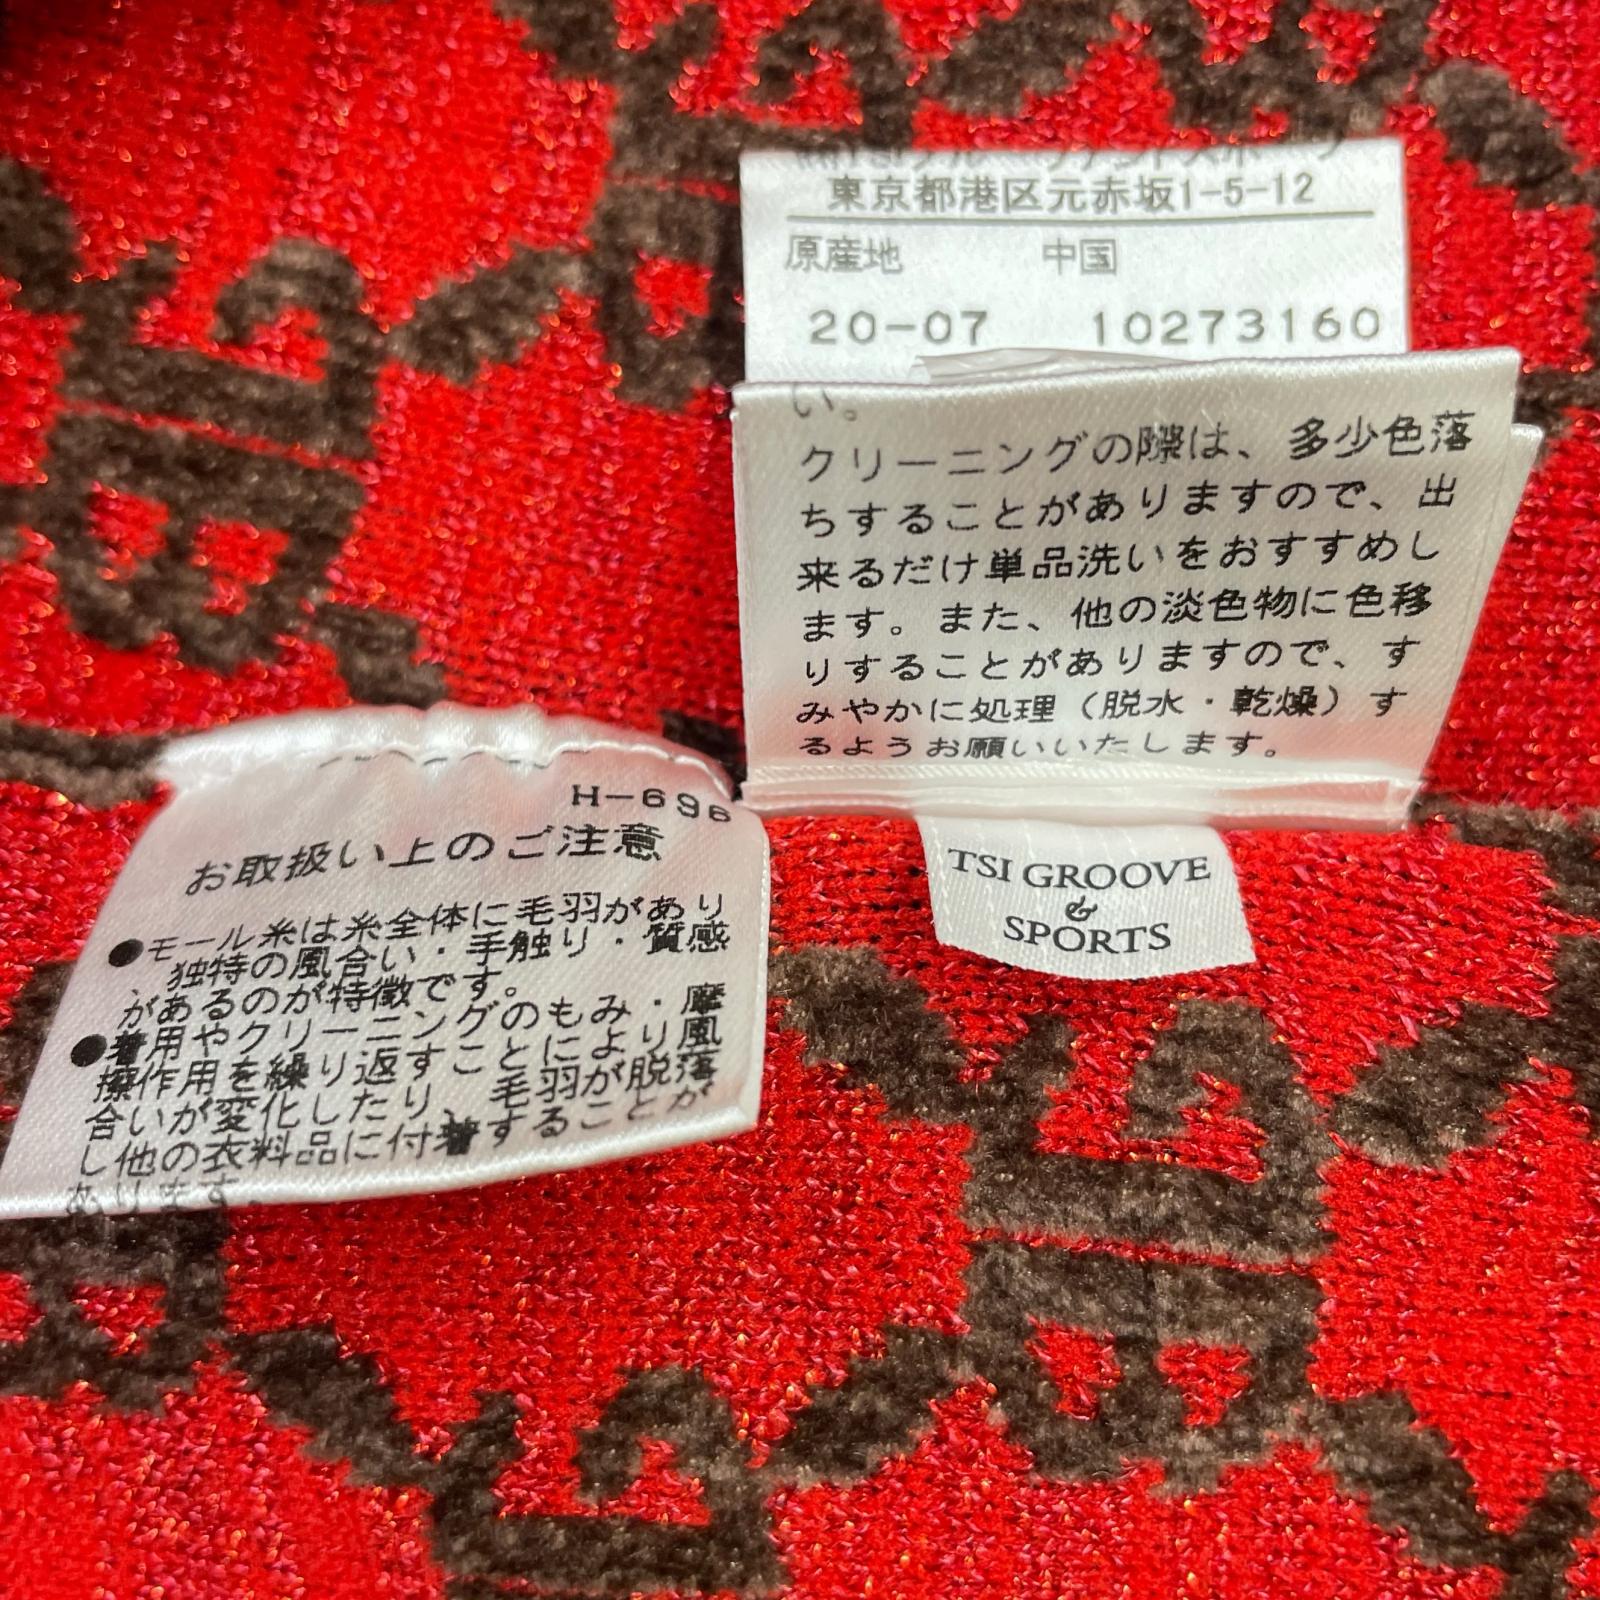 東京都港区元赤坂1-5-12
原産地 中国
20-07 10273160
い。
クリーニングの際は、多少色落
ちすることがありますので、出
来るだけ単品洗いをおすすめし
ます。また、他の淡色物に色移
りすることがありますので、す
みやかに処理（脱水・乾燥）す
るようお願いいたします。
TSI GROOVE
&
SPORTS
H-696
お取扱い上のご注意
●モール糸は糸全体に毛羽があり
、独特の風合い・手触り・質感
があるのが特徴です。
●着用やクリーニングのもみ・摩
擦作用を繰り返すことにより風
合いが変化したり、毛羽が脱落
し他の衣料品に付着することが
あります。